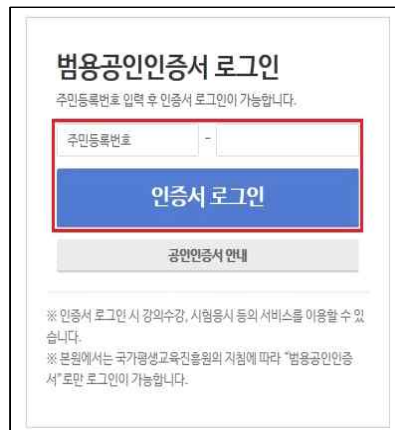 범용공인인증서 로그인
주민등록번호 입력 후 인증서 로그인이 가능합니다.
주민등록번호 -
인증서 로그인
공인인증서 안내
※ 인증서 로그인 시 강의수강, 시험응시 등의 서비스를 이용할 수 있
습니다.
※ 본원에서는 국가평생교육진흥원의 지침에 따라 “범용공인인증
서”로만 로그인이 가능합니다.